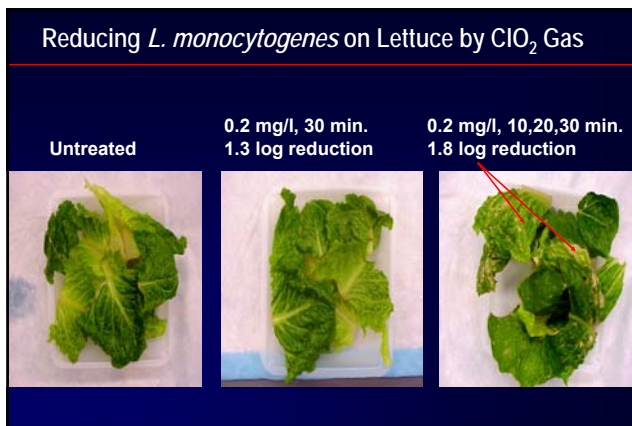 Reducing L. monocytogenes on Lettuce by ClO₂ Gas
Untreated
0.2 mg/l, 30 min.
1.3 log reduction
0.2 mg/l, 10,20,30 min.
1.8 log reduction